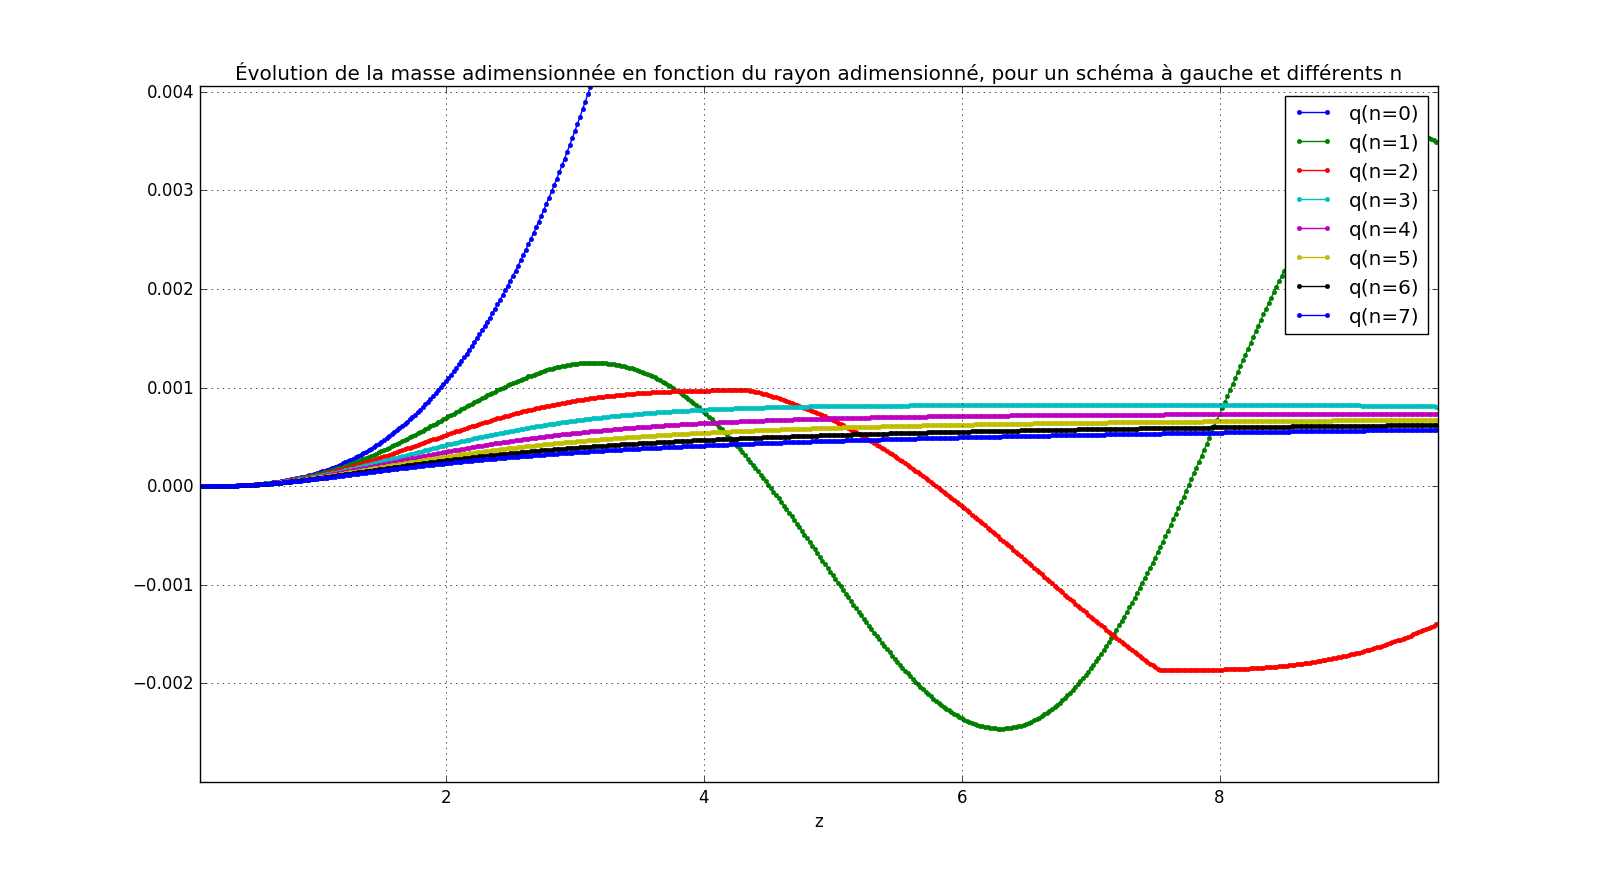 Évolution de la masse adimensionnée en fonction du rayon adimensionné, pour un schéma à gauche et différents n
0.004
0.003
0.002
0.001
0.000
−0.001
−0.002
q(n=0)
q(n=1)
q(n=2)
q(n=3)
q(n=4)
q(n=5)
q(n=6)
q(n=7)
2 4 6 8
z